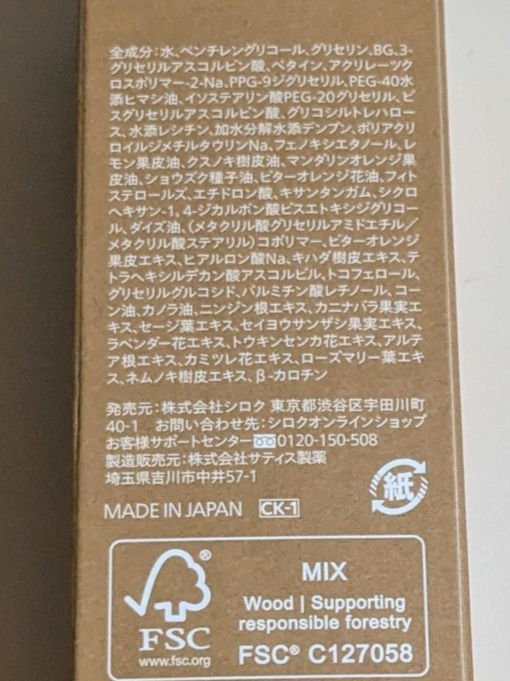 全成分：水、ペンチレングリコール、グリセリン、BG、3-
グリセリルアスコルビン酸、ベタイン、アクリレーツク
ロスポリマー-2-Na、PPG-9ジグリセリル、PEG-40水
添ヒマシ油、イソステアリン酸PEG-20グリセリル、ビ
スグリセリルアスコルビン酸、グリコシルトレハロー
ス、水添レシチン、加水分解水添デンプン、ポリアクリ
ロイルジメチルタウリンNa、フェノキシエタノール、レ
モン果皮油、クスノキ樹皮油、マンダリンオレンジ果
皮油、ショウズク種子油、ビターオレンジ花油、フィト
ステロールズ、エチドロン酸、キサンタンガム、シクロ
ヘキサン-1, 4-ジカルボン酸ビスエトキシジグリコー
ル、ダイズ油、(メタクリル酸グリセリルアミドエチル／
メタクリル酸ステアリル)コポリマー、ビターオレンジ
果皮エキス、ヒアルロン酸Na、キハダ樹皮エキス、テ
トラヘキシルデカン酸アスコルビル、トコフェロール、
グリセリルグルコシド、パルミチン酸レチノール、コー
ン油、カノラ油、ニンジン根エキス、カニナバラ果実エ
キス、セージ葉エキス、セイヨウサンザシ果実エキス、
ラベンダー花エキス、トウキンセンカ花エキス、アルテ
ア根エキス、カミツレ花エキス、ローズマリー葉エキ
ス、ネムノキ樹皮エキス、β-カロチン
発売元：株式会社シロク 東京都渋谷区宇田川町
40-1 お問い合わせ先：シロクオンラインショップ
お客様サポートセンター 0120-150-508
製造販売元：株式会社サティス製薬
埼玉県吉川市中井57-1
紙
MADE IN JAPAN CK-1
MIX
Wood | Supporting
responsible forestry
FSC® C127058
®
FSC
www.fsc.org